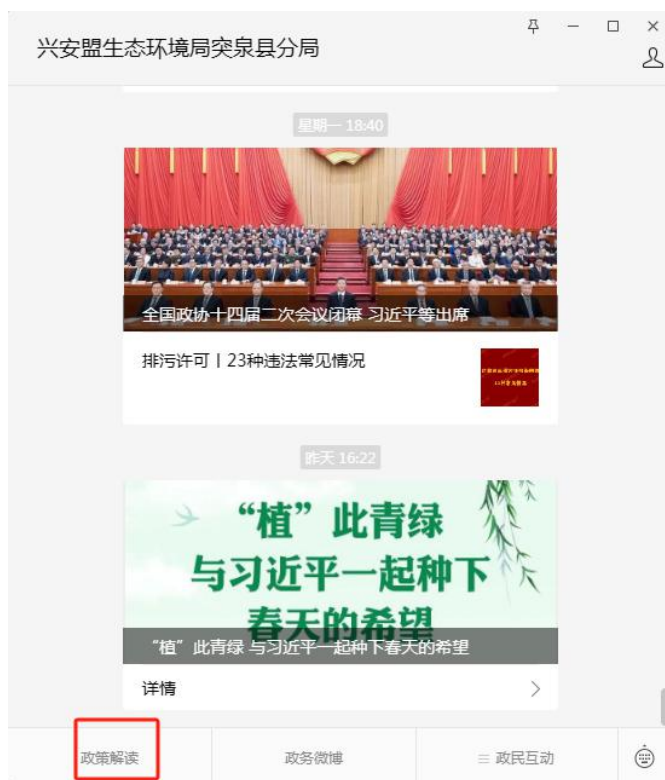 兴安盟生态环境局突泉县分局
星期一 18:40
全国政协十四届二次会议闭幕 习近平等出席
排污许可丨23种违法常见情况
昨天 16:22
“植”此青绿
与习近平一起种下
春天的希望
“植”此青绿 与习近平一起种下春天的希望
详情
政策解读
政务微博
政民互动